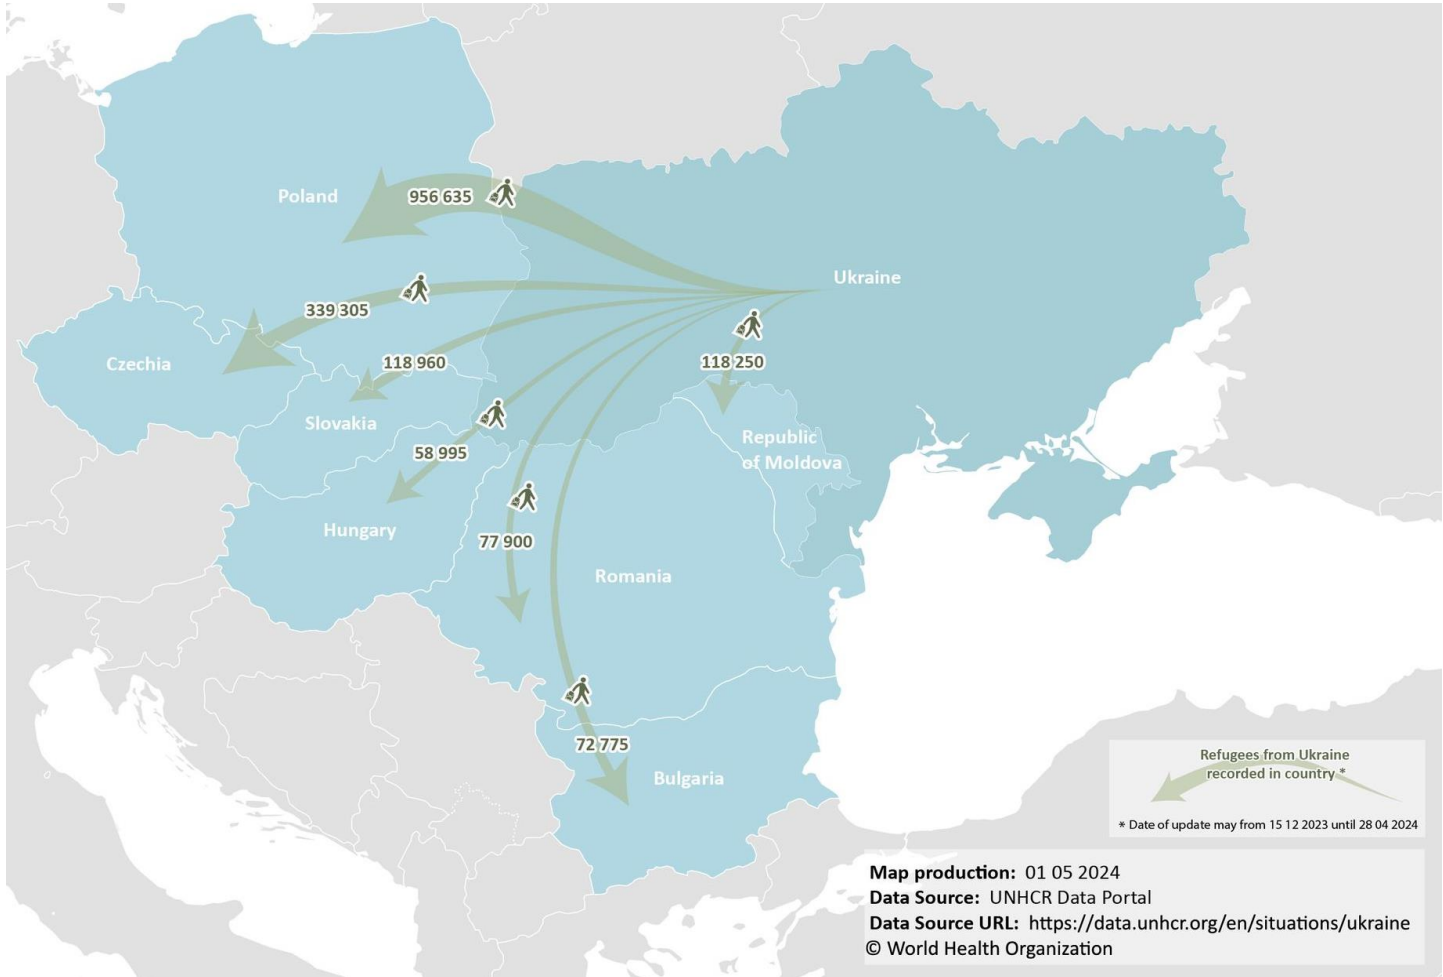 Poland
956 635
Ukraine
339 305
Czechia
118 960
118 250
Slovakia
58 995
Republic
of Moldova
Hungary
77 900
Romania
72 775
Bulgaria
Refugees from Ukraine
recorded in country *
* Date of update may from 15 12 2023 until 28 04 2024
Map production: 01 05 2024
Data Source: UNHCR Data Portal
Data Source URL: https://data.unhcr.org/en/situations/ukraine
© World Health Organization